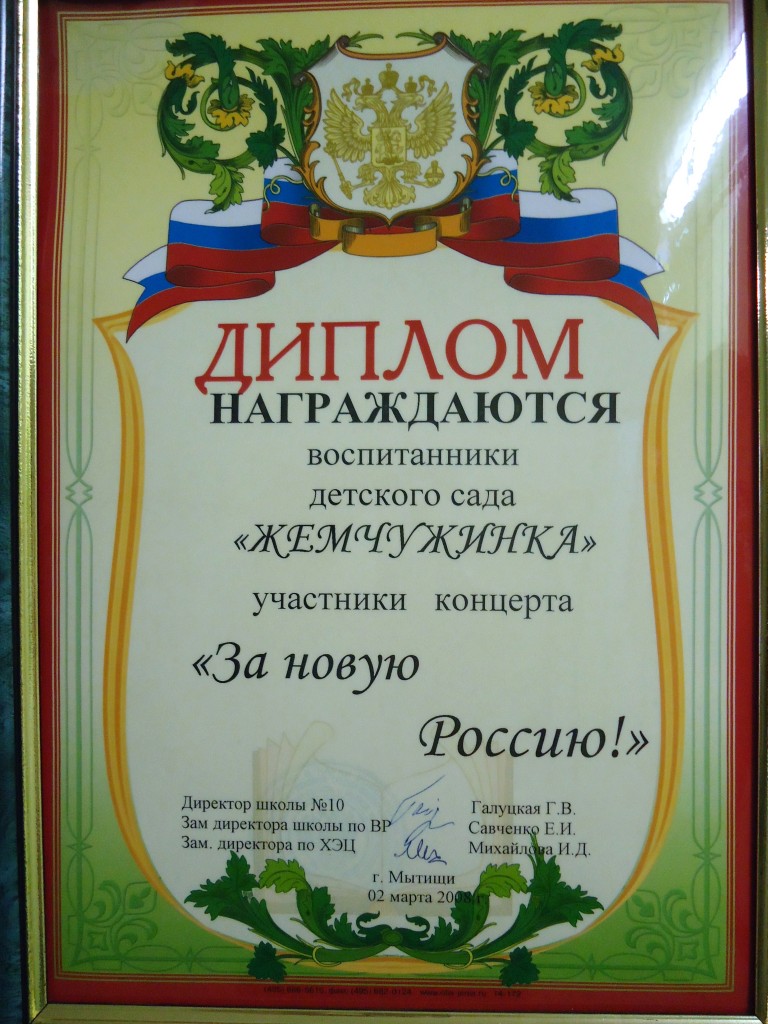 ДИПЛОМ
НАГРАЖДАЮТСЯ
воспитанники
детского сада
«ЖЕМЧУЖИНКА»
участники концерта
«За новую
Россию!»
Директор школы №10 Галуцкая Г.В.
Зам директора школы по ВР Савченко Е.И.
Зам. директора по ХЭЦ Михайлова И.Д.
г. Мытищи
02 марта 2008 г